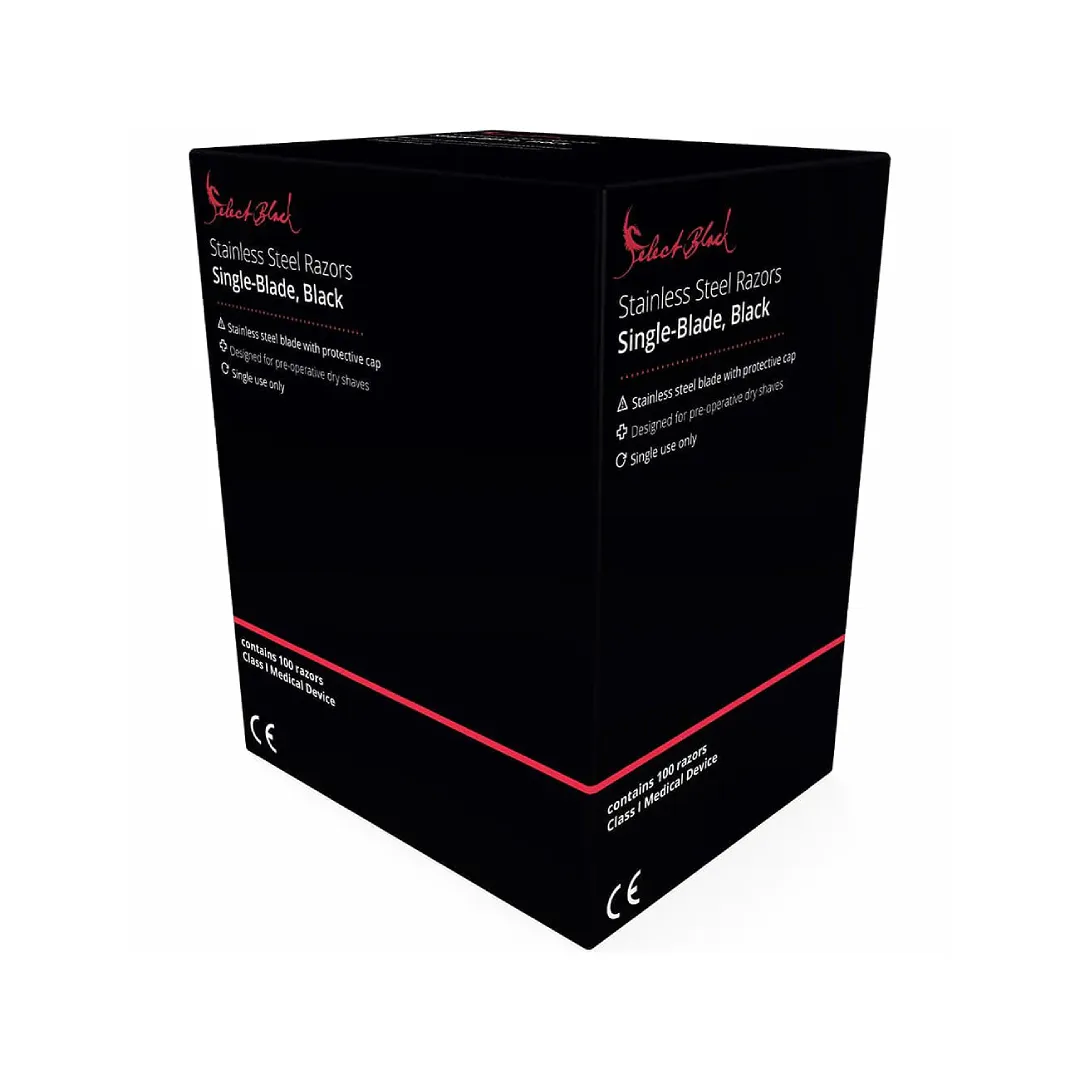 Select Black
Stainless Steel Razors
Single-Blade, Black
Stainless steel blade with protective cap
Designed for pre-operative dry shaves
Single use only
contains 100 razors
Class I Medical Device
CE
Select Black
Stainless Steel Razors
Single-Blade, Black
Stainless steel blade with protective cap
Designed for pre-operative dry shaves
Single use only
contains 100 razors
Class I Medical Device
CE